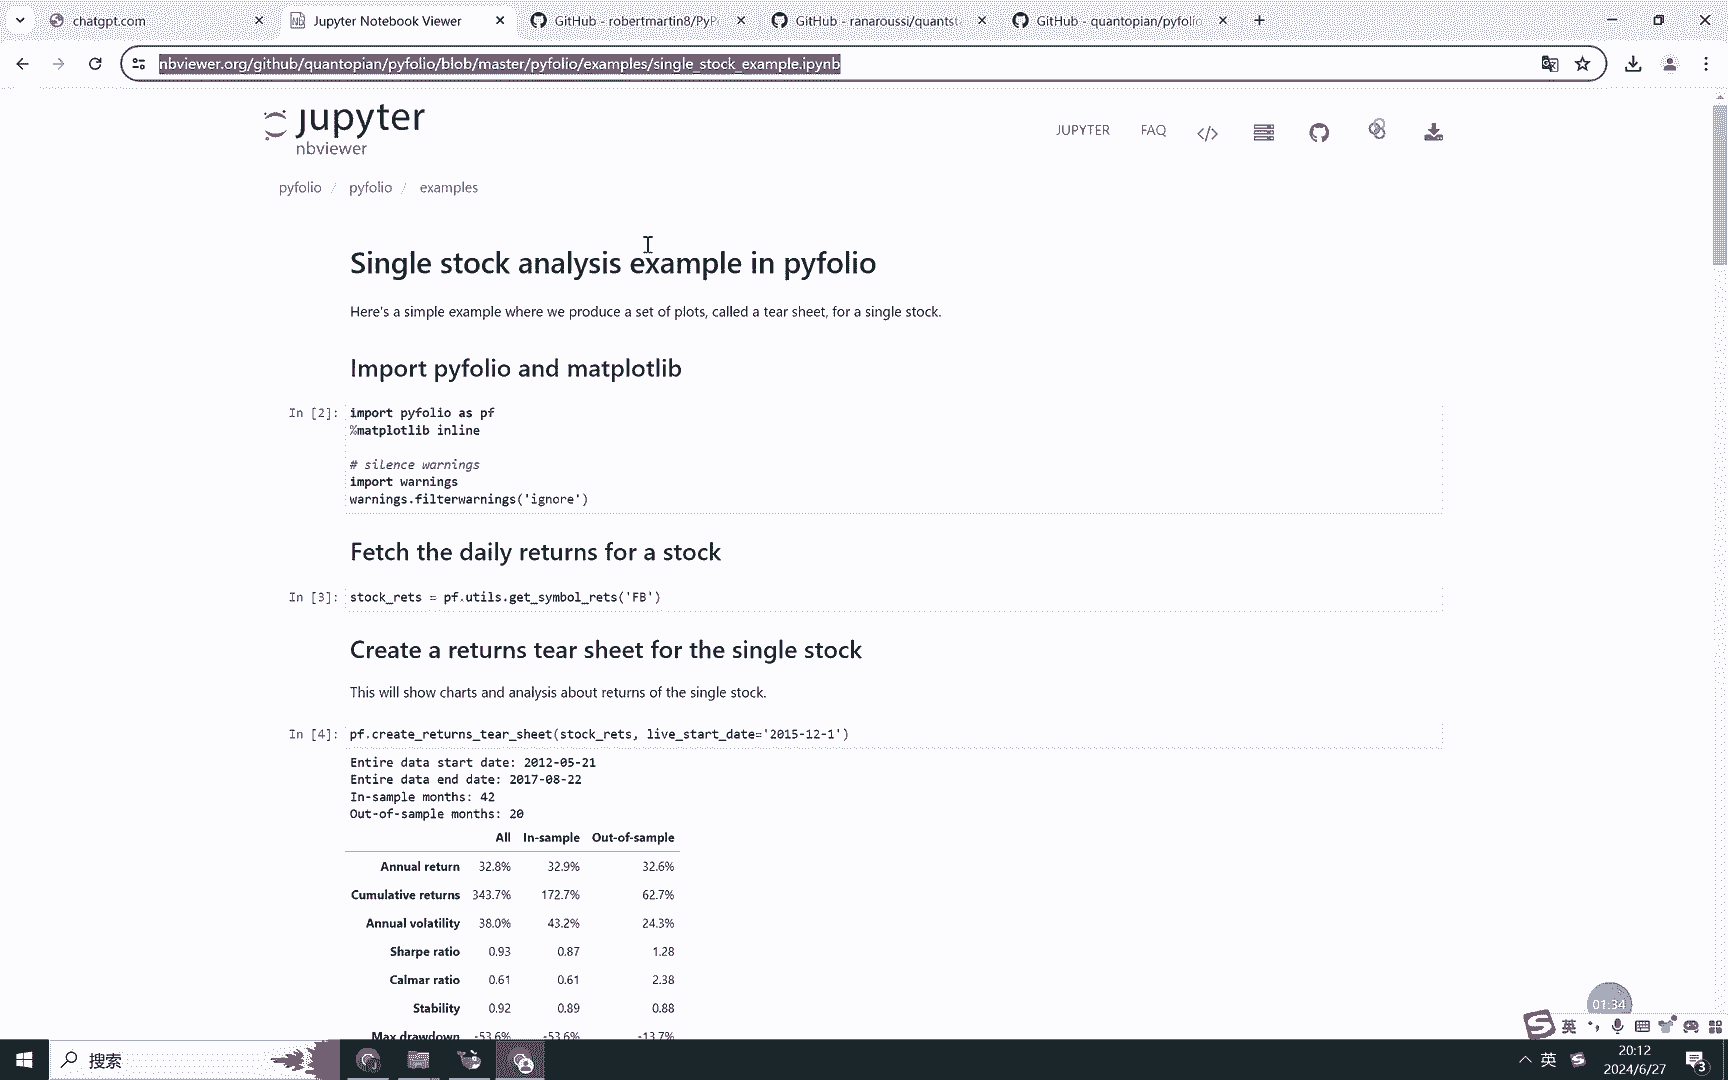 chatgpt.com
Jupyter Notebook Viewer
GitHub - robertmartin8/PyP
GitHub - ranaroussi/quantst
GitHub - quantopian/pyfolio
nbviewer.org/github/quantopian/pyfolio/blob/master/pyfolio/examples/single_stock_example.ipynb
jupyter
nbviewer
JUPYTER
FAQ
pyfolio / pyfolio / examples
Single stock analysis example in pyfolio
Here's a simple example where we produce a set of plots, called a tear sheet, for a single stock.
Import pyfolio and matplotlib
In [2]: import pyfolio as pf
%matplotlib inline
# silence warnings
import warnings
warnings.filterwarnings('ignore')
Fetch the daily returns for a stock
In [3]: stock_rets = pf.utils.get_symbol_rets('FB')
Create a returns tear sheet for the single stock
This will show charts and analysis about returns of the single stock.
In [4]: pf.create_returns_tear_sheet(stock_rets, live_start_date='2015-12-1')
Entire data start date: 2012-05-21
Entire data end date: 2017-08-22
In-sample months: 42
Out-of-sample months: 20
All In-sample Out-of-sample
Annual return 32.8% 32.9% 32.6%
Cumulative returns 343.7% 172.7% 62.7%
Annual volatility 38.0% 43.2% 24.3%
Sharpe ratio 0.93 0.87 1.28
Calmar ratio 0.61 0.61 2.38
Stability 0.92 0.89 0.88
Max drawdown -53.6% -53.6% -13.7%
01:34
英
搜索
英
20:12
2024/6/27
3